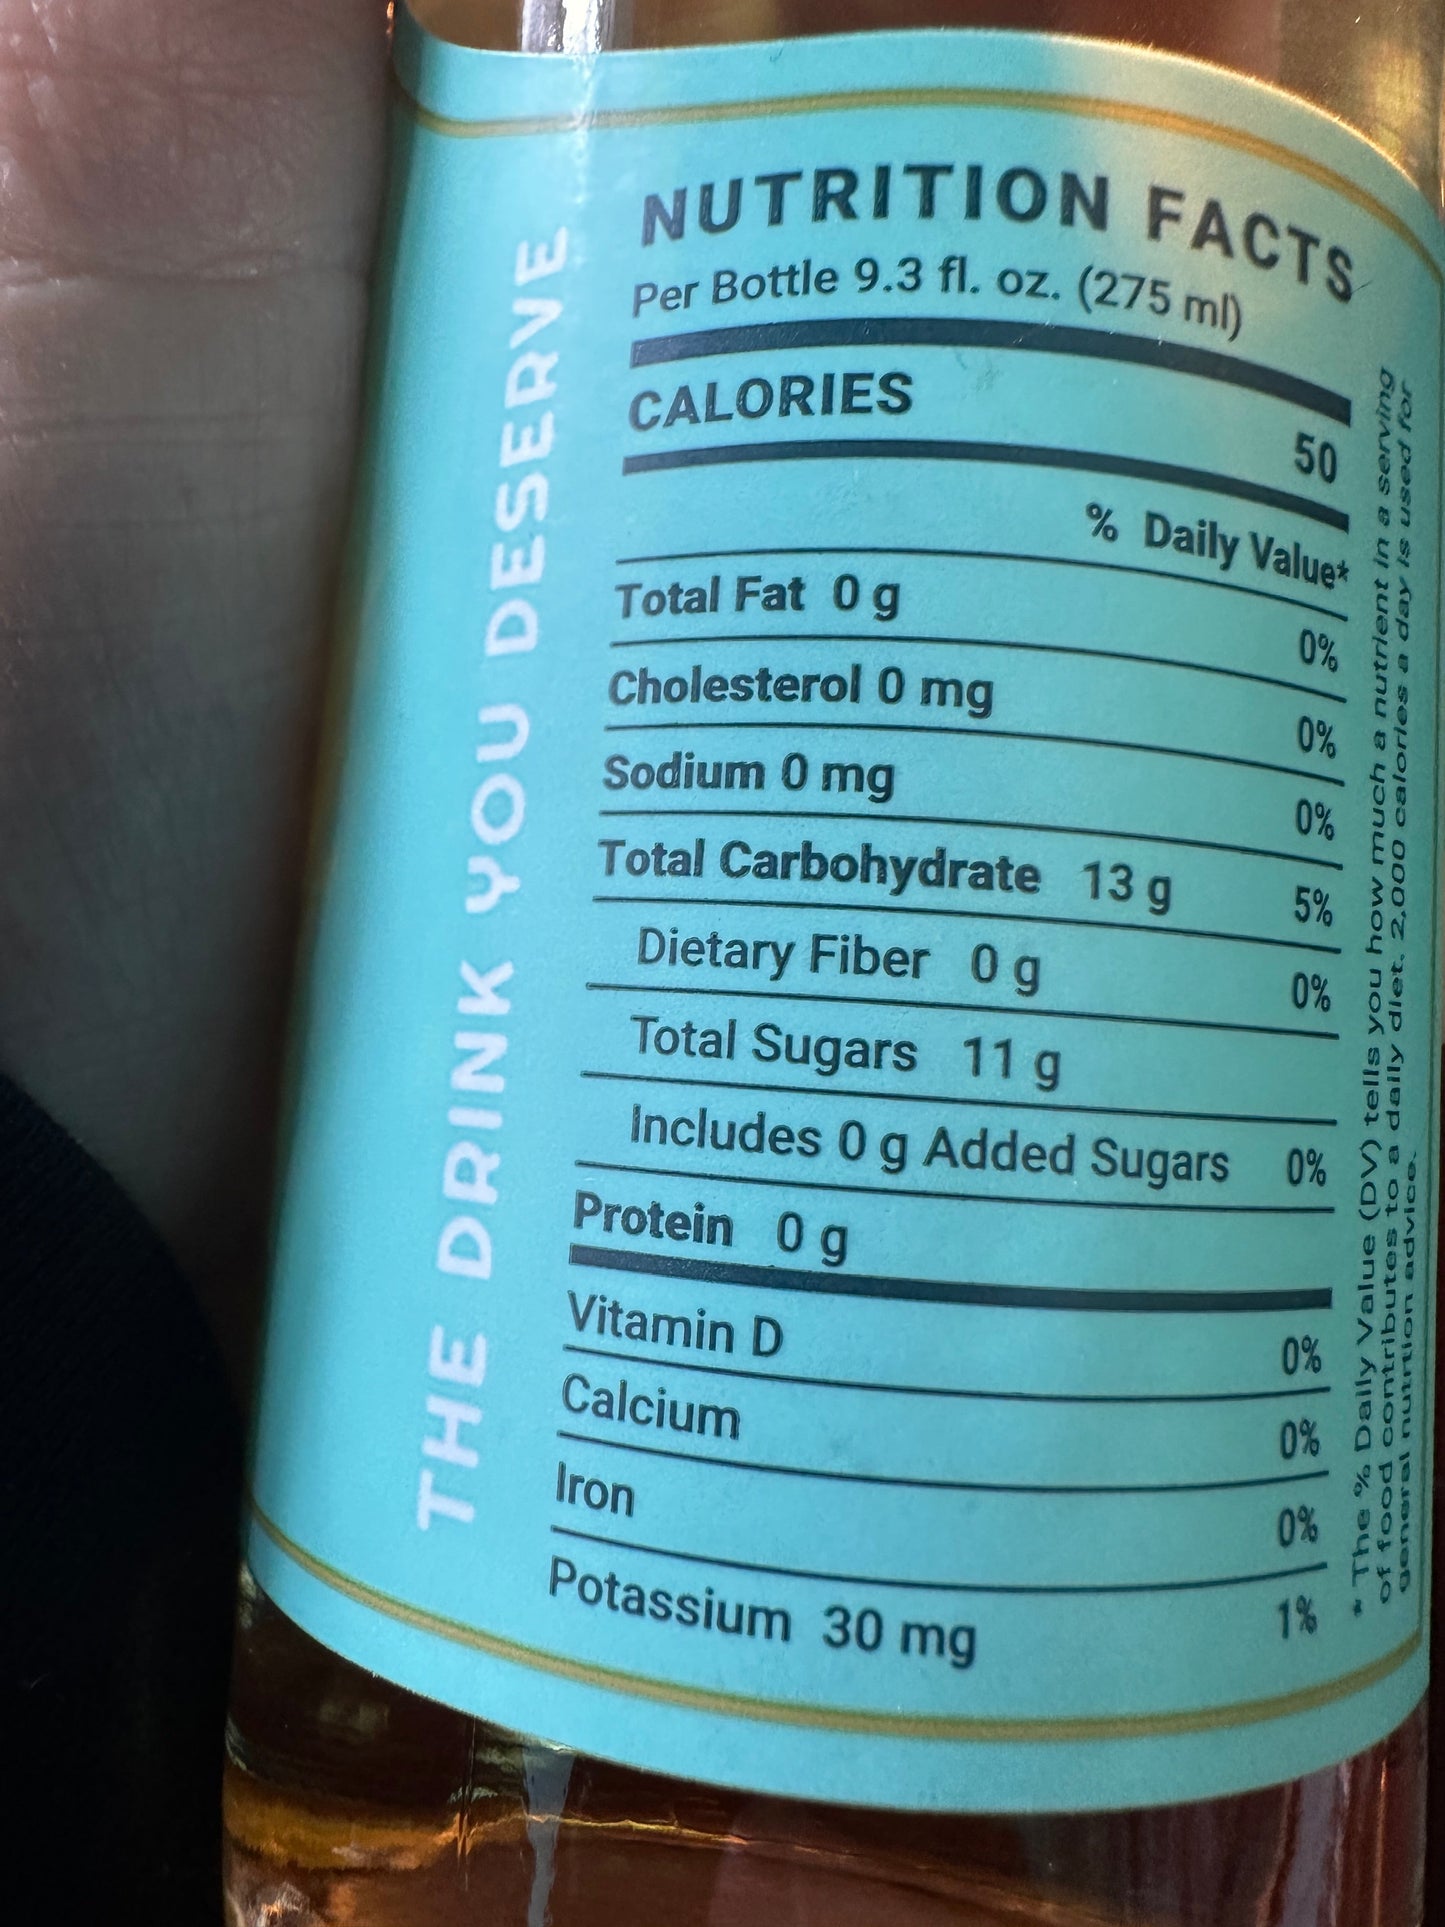 THE DRINK YOU DESERVE
NUTRITION FACTS
Per Bottle 9.3 fl. oz. (275 ml)
CALORIES 50
% Daily Value*
Total Fat 0 g 0%
Cholesterol 0 mg 0%
Sodium 0 mg 0%
Total Carbohydrate 13 g 5%
Dietary Fiber 0 g 0%
Total Sugars 11 g
Includes 0 g Added Sugars 0%
Protein 0 g
Vitamin D 0%
Calcium 0%
Iron 0%
Potassium 30 mg 1%
* The % Daily Value (DV) tells you how much a nutrient in a serving
of food contributes to a daily diet. 2,000 calories a day is used for
general nutrition advice.